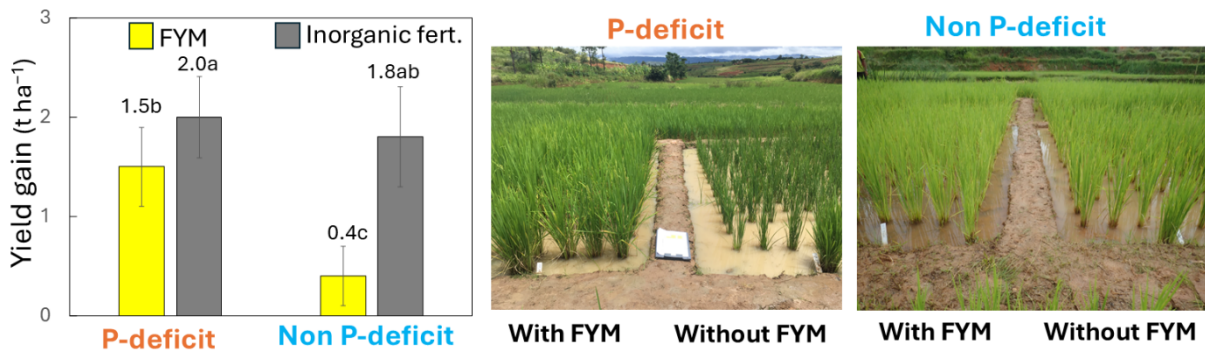 Yield gain (t ha⁻¹)
3
2
1
0
FYM
Inorganic fert.
1.5b
2.0a
0.4c
1.8ab
P-deficit
Non P-deficit
P-deficit
With FYM
Without FYM
Non P-deficit
With FYM
Without FYM